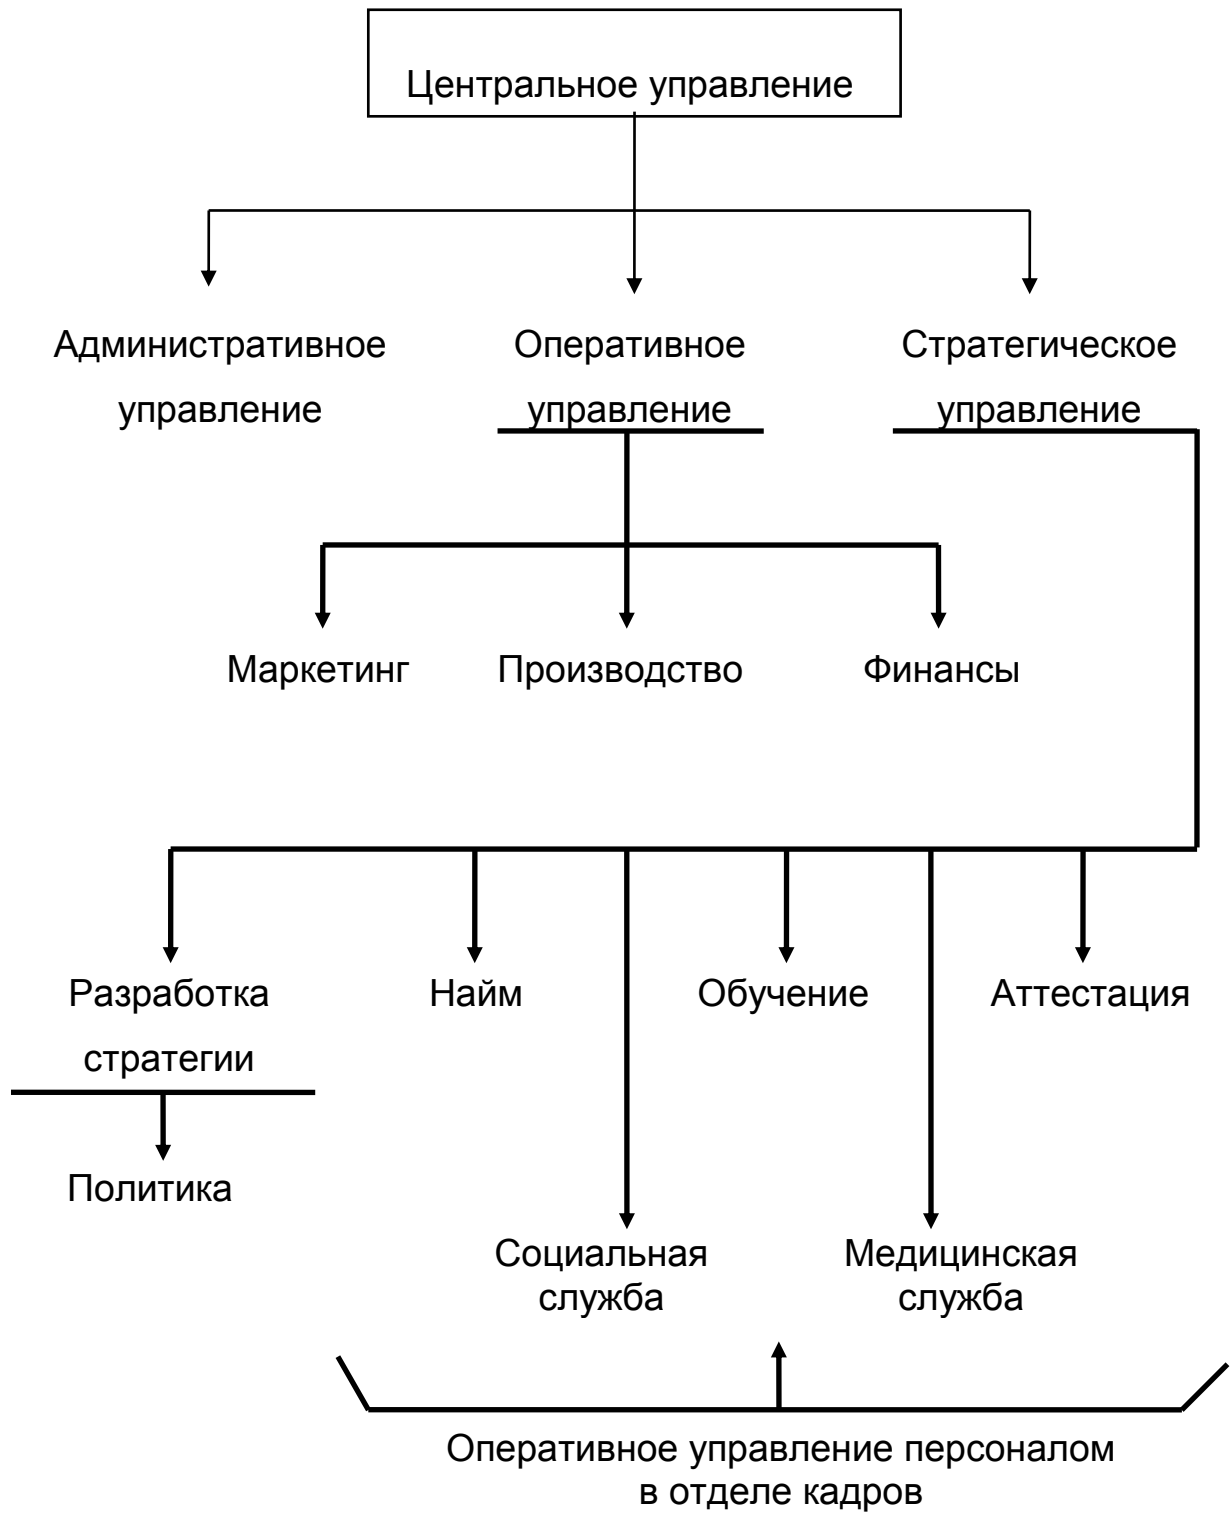 Центральное управление
Административное
управление
Оперативное
управление
Стратегическое
управление
Маркетинг
Производство
Финансы
Разработка
стратегии
Найм
Обучение
Аттестация
Политика
Социальная
служба
Медицинская
служба
Оперативное управление персоналом
в отделе кадров